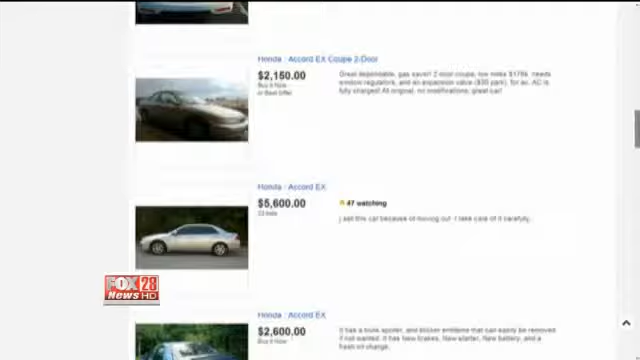 Honda : Accord EX Coupe 2-Door
$2,150.00
Buy It Now
or Best Offer
Great dependable, gas saver! 2 door coupe, low miles $176k needs
window regulators, and an expansion valve ($30 part), for ac. AC is
fully charged! All original, no modifications, great car!
Honda : Accord EX
$5,600.00
23 bids
47 watching
j sell this car because of moving out. I take care of it carefully.
FOX 28
News HD
Honda : Accord EX
$2,600.00
Buy It Now
It has a trunk spoiler, and blacker emblems that can easily be removed
if not wanted. It has New brakes, New starter, New battery, and a
fresh oil change.